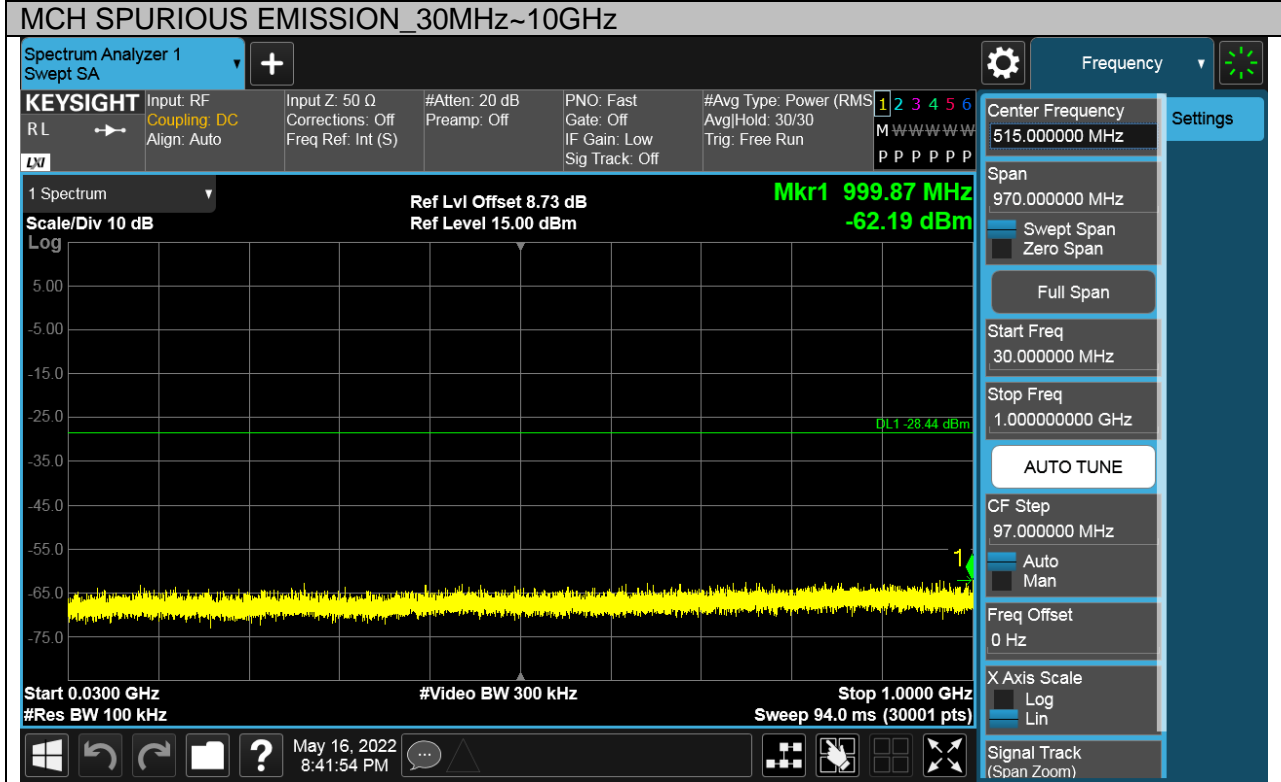 MCH SPURIOUS EMISSION_30MHz~10GHz
Spectrum Analyzer 1
Swept SA
Frequency
KEYSIGHT
RL
LXI
Input: RF
Coupling: DC
Align: Auto
Input Z: 50 Ω
Corrections: Off
Freq Ref: Int (S)
#Atten: 20 dB
Preamp: Off
PNO: Fast
Gate: Off
IF Gain: Low
Sig Track: Off
#Avg Type: Power (RMS
Avg|Hold: 30/30
Trig: Free Run
1 2 3 4 5 6
M W W W W W
P P P P P P
1 Spectrum
Scale/Div 10 dB
Ref Lvl Offset 8.73 dB
Ref Level 15.00 dBm
Mkr1 999.87 MHz
-62.19 dBm
Log
5.00
-5.00
-15.0
-25.0
DL1 -28.44 dBm
-35.0
-45.0
-55.0
1
-65.0
-75.0
Start 0.0300 GHz
#Video BW 300 kHz
Stop 1.0000 GHz
#Res BW 100 kHz
Sweep 94.0 ms (30001 pts)
May 16, 2022
8:41:54 PM
Center Frequency
515.000000 MHz
Settings
Span
970.000000 MHz
Swept Span
Zero Span
Full Span
Start Freq
30.000000 MHz
Stop Freq
1.000000000 GHz
AUTO TUNE
CF Step
97.000000 MHz
Auto
Man
Freq Offset
0 Hz
X Axis Scale
Log
Lin
Signal Track
(Span Zoom)